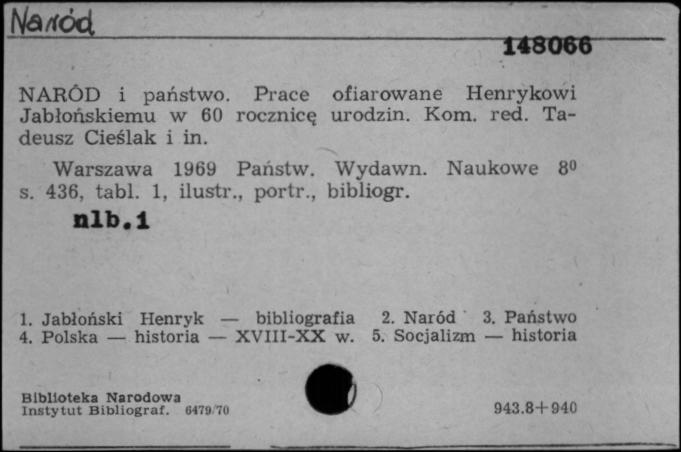 Naród
148066
NARÓD i państwo. Prace ofiarowane Henrykowi
Jabłońskiemu w 60 rocznicę urodzin. Kom. red. Ta-
deusz Cieślak i in.
Warszawa 1969 Państw. Wydawn. Naukowe 8⁰
s. 436, tabl. 1, ilustr., portr., bibliogr.
nlb.1
1. Jabłoński Henryk — bibliografia 2. Naród 3. Państwo
4. Polska — historia — XVIII-XX w. 5. Socjalizm — historia
Biblioteka Narodowa
Instytut Bibliograf. 6479/70
943.8+940